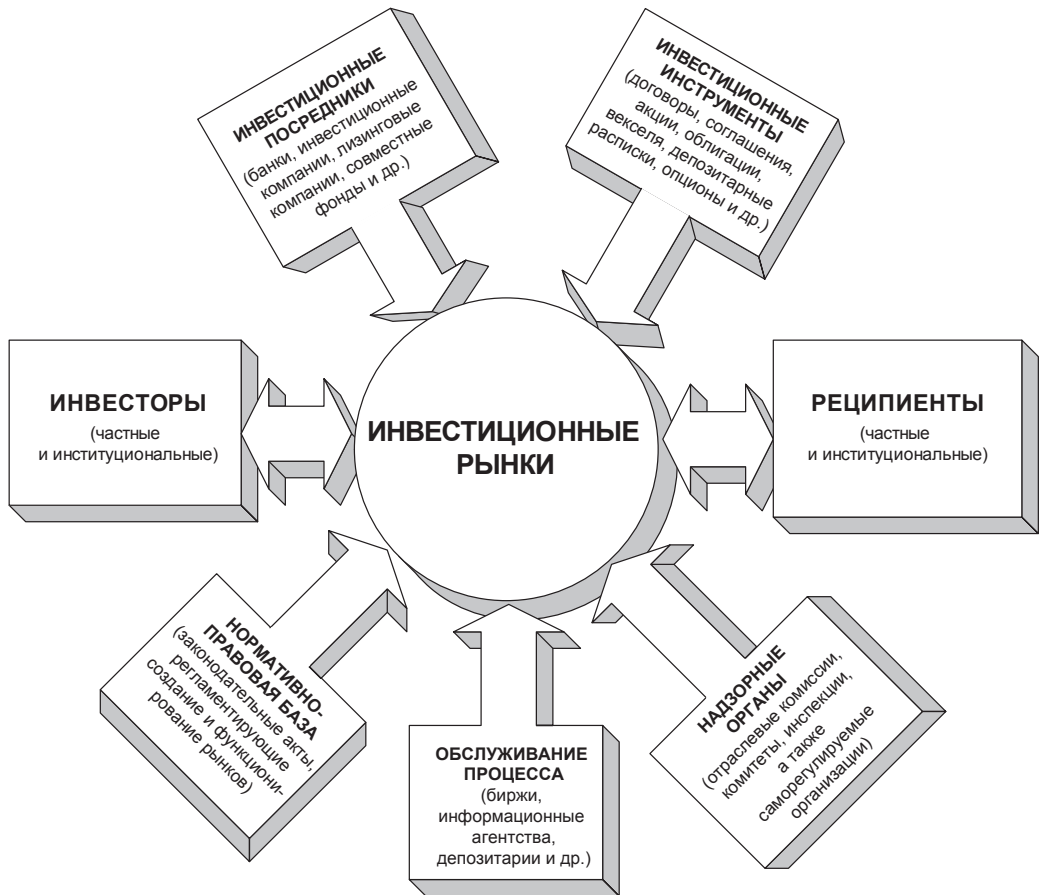 ИНВЕСТИЦИОННЫЕ
ПОСРЕДНИКИ
(банки, инвестиционные
компании, лизинговые
компании, совместные
фонды и др.)
ИНВЕСТИЦИОННЫЕ
ИНСТРУМЕНТЫ
(договоры, соглашения,
акции, облигации,
векселя, депозитарные
расписки, опционы и др.)
ИНВЕСТОРЫ
(частные
и институциональные)
ИНВЕСТИЦИОННЫЕ
РЫНКИ
РЕЦИПИЕНТЫ
(частные
и институциональные)
НОРМАТИВНО-
ПРАВОВАЯ БАЗА
(законодательные акты,
регламентирующие
создание и функциони-
рование рынков)
ОБСЛУЖИВАНИЕ
ПРОЦЕССА
(биржи,
информационные
агентства,
депозитарии и др.)
НАДЗОРНЫЕ
ОРГАНЫ
(отраслевые комиссии,
комитеты, инспекции,
а также
саморегулируемые
организации)